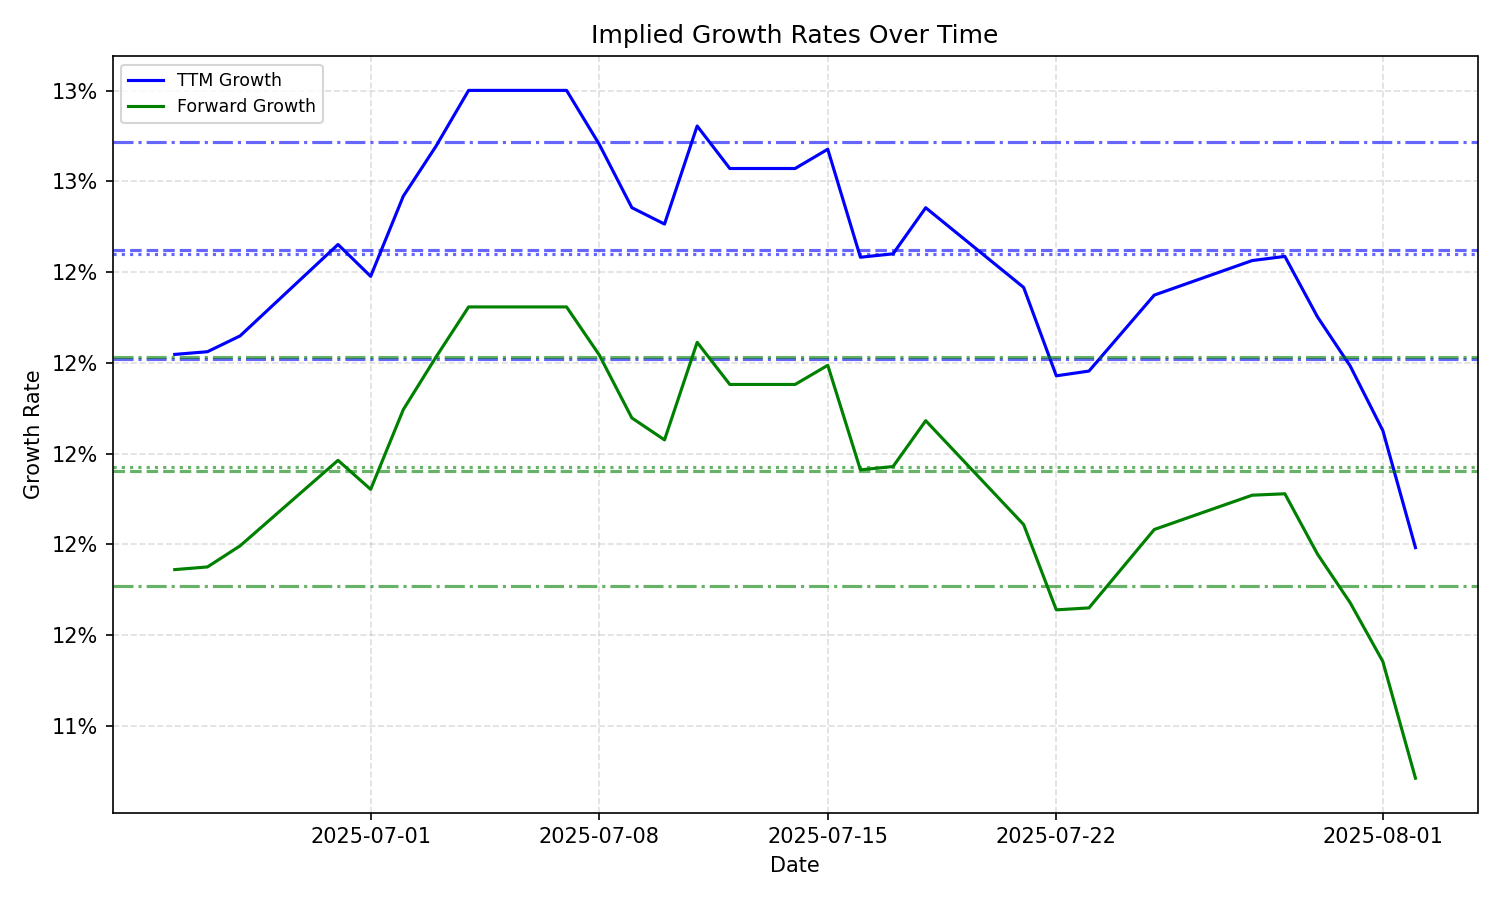 Implied Growth Rates Over Time
TTM Growth
Forward Growth
13%
13%
12%
12%
12%
12%
12%
11%
Growth Rate
2025-07-01
2025-07-08
2025-07-15
2025-07-22
2025-08-01
Date